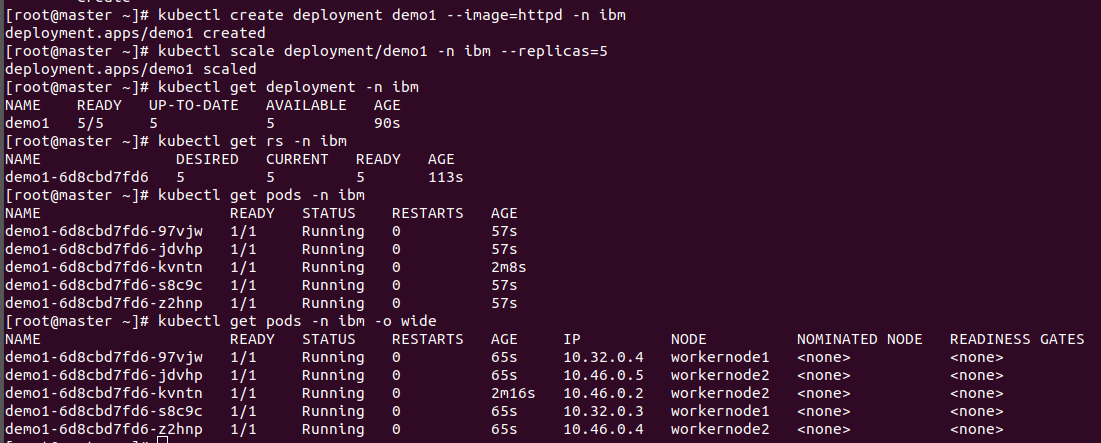 [root@master ~]# kubectl create deployment demo1 --image=httpd -n ibm
deployment.apps/demo1 created
[root@master ~]# kubectl scale deployment/demo1 -n ibm --replicas=5
deployment.apps/demo1 scaled
[root@master ~]# kubectl get deployment -n ibm
NAME    READY   UP-TO-DATE   AVAILABLE   AGE
demo1   5/5     5            5           90s
[root@master ~]# kubectl get rs -n ibm
NAME               DESIRED   CURRENT   READY   AGE
demo1-6d8cbd7fd6   5         5         5       113s
[root@master ~]# kubectl get pods -n ibm
NAME                     READY   STATUS    RESTARTS   AGE
demo1-6d8cbd7fd6-97vjw   1/1     Running   0          57s
demo1-6d8cbd7fd6-jdvhp   1/1     Running   0          57s
demo1-6d8cbd7fd6-kvntn   1/1     Running   0          2m8s
demo1-6d8cbd7fd6-s8c9c   1/1     Running   0          57s
demo1-6d8cbd7fd6-z2hnp   1/1     Running   0          57s
[root@master ~]# kubectl get pods -n ibm -o wide
NAME                     READY   STATUS    RESTARTS   AGE     IP          NODE          NOMINATED NODE   READINESS GATES
demo1-6d8cbd7fd6-97vjw   1/1     Running   0          65s     10.32.0.4   workernode1   <none>           <none>
demo1-6d8cbd7fd6-jdvhp   1/1     Running   0          65s     10.46.0.5   workernode2   <none>           <none>
demo1-6d8cbd7fd6-kvntn   1/1     Running   0          2m16s   10.46.0.2   workernode2   <none>           <none>
demo1-6d8cbd7fd6-s8c9c   1/1     Running   0          65s     10.32.0.3   workernode1   <none>           <none>
demo1-6d8cbd7fd6-z2hnp   1/1     Running   0          65s     10.46.0.4   workernode2   <none>           <none>